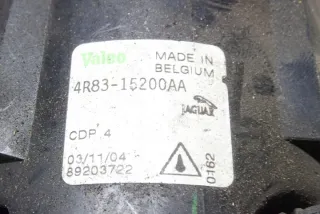 Valeo
MADE IN
BELGIUM
4R83-15200AA
JAGUAR
CDP 4
03/11/04
89203722
0162